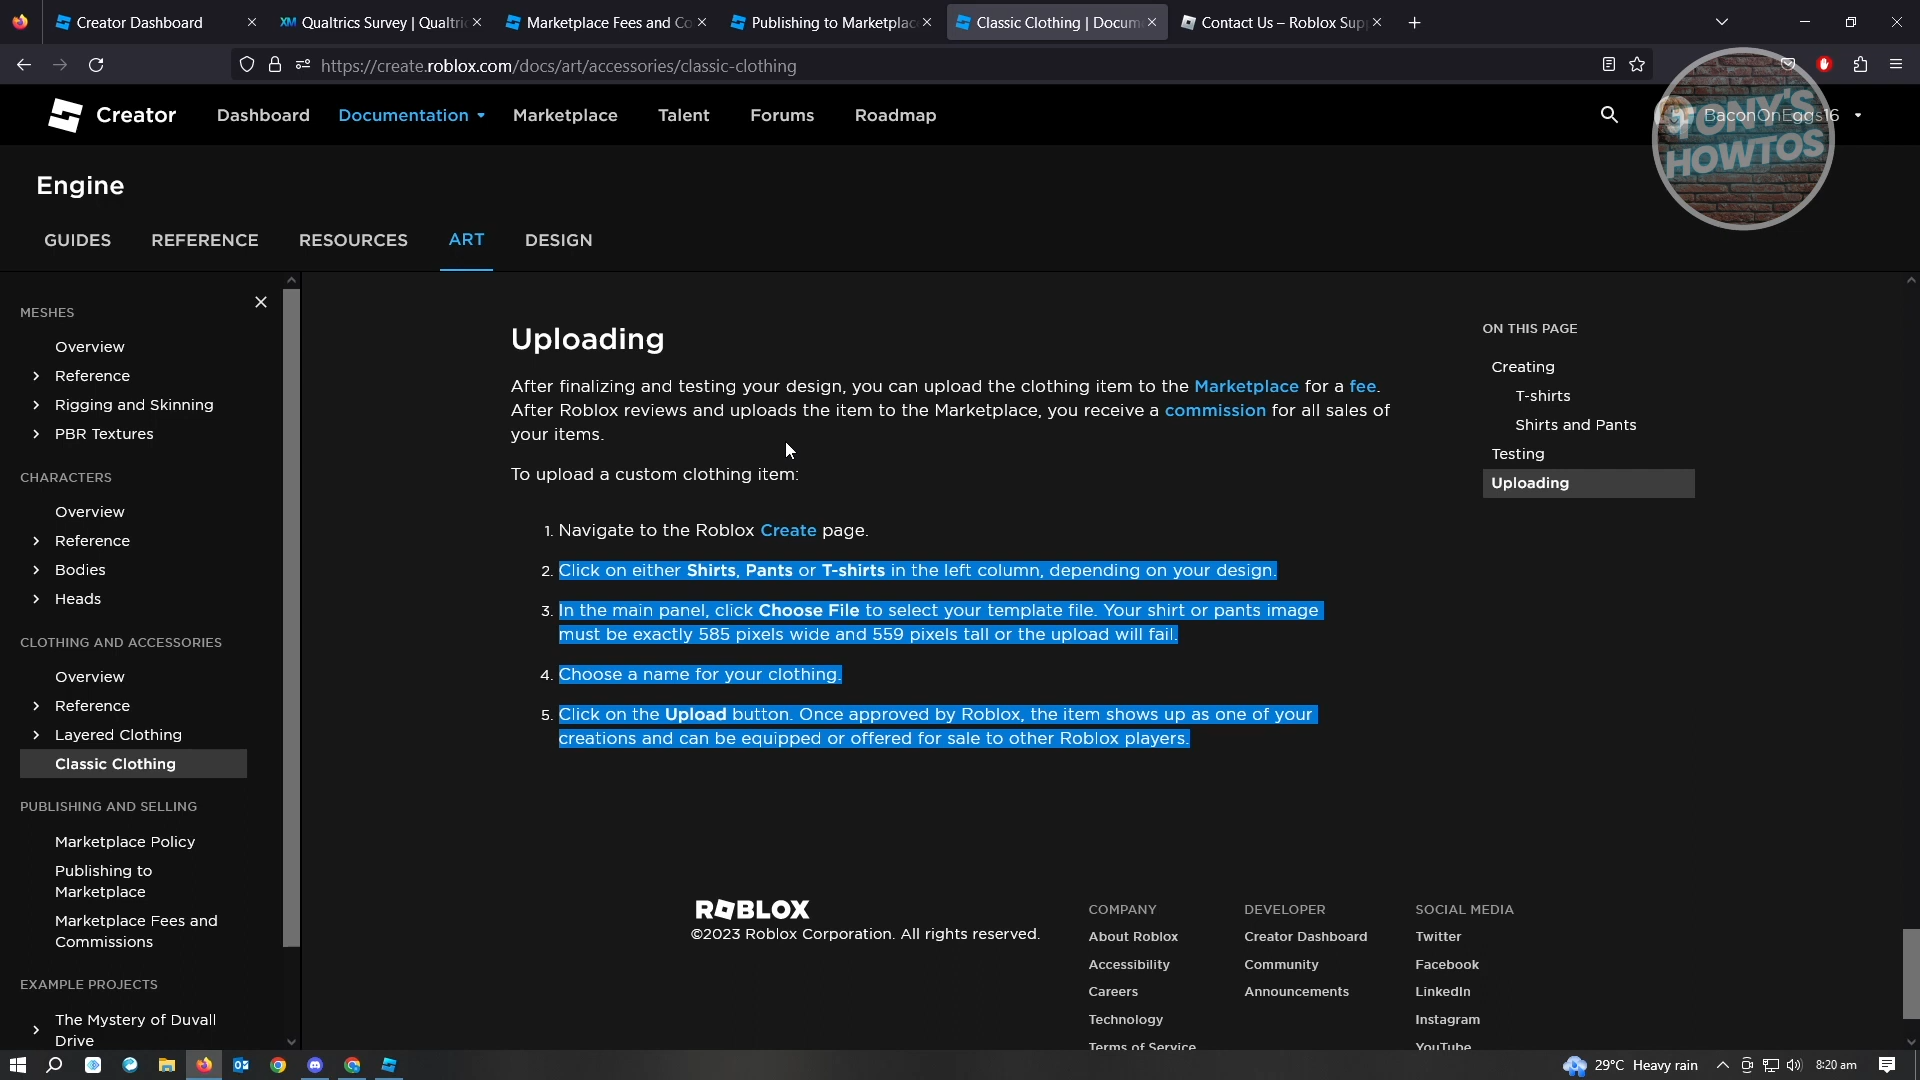 Creator Dashboard
Qualtrics Survey | Qualtric
Marketplace Fees and Co
Publishing to Marketplace
Classic Clothing | Docum
Contact Us – Roblox Sup
https://create.roblox.com/docs/art/accessories/classic-clothing
Creator
Dashboard
Documentation
Marketplace
Talent
Forums
Roadmap
BaconOnEggs16
TONY'S
HOWTOS
Engine
GUIDES
REFERENCE
RESOURCES
ART
DESIGN
MESHES
Overview
Reference
Rigging and Skinning
PBR Textures
CHARACTERS
Overview
Reference
Bodies
Heads
CLOTHING AND ACCESSORIES
Overview
Reference
Layered Clothing
Classic Clothing
PUBLISHING AND SELLING
Marketplace Policy
Publishing to
Marketplace
Marketplace Fees and
Commissions
EXAMPLE PROJECTS
The Mystery of Duvall
Drive
Uploading
After finalizing and testing your design, you can upload the clothing item to the Marketplace for a fee.
After Roblox reviews and uploads the item to the Marketplace, you receive a commission for all sales of
your items.
To upload a custom clothing item:
1. Navigate to the Roblox Create page.
2. Click on either Shirts, Pants or T-shirts in the left column, depending on your design.
3. In the main panel, click Choose File to select your template file. Your shirt or pants image
must be exactly 585 pixels wide and 559 pixels tall or the upload will fail.
4. Choose a name for your clothing.
5. Click on the Upload button. Once approved by Roblox, the item shows up as one of your
creations and can be equipped or offered for sale to other Roblox players.
ON THIS PAGE
Creating
T-shirts
Shirts and Pants
Testing
Uploading
ROBLOX
©2023 Roblox Corporation. All rights reserved.
COMPANY
About Roblox
Accessibility
Careers
Technology
Terms of Service
DEVELOPER
Creator Dashboard
Community
Announcements
SOCIAL MEDIA
Twitter
Facebook
LinkedIn
Instagram
YouTube
29°C Heavy rain
8:20 am